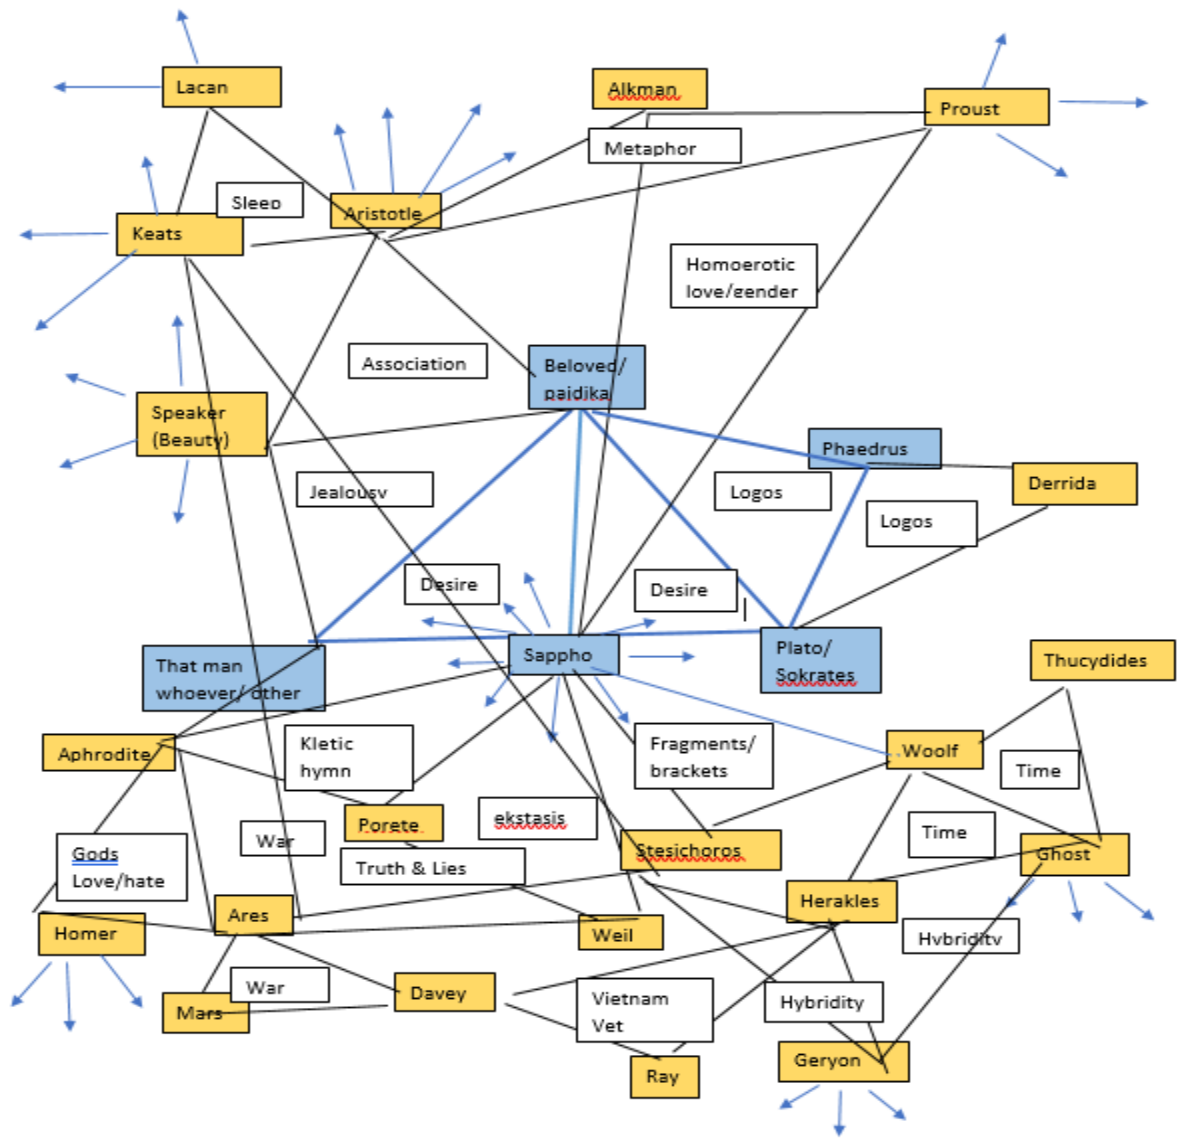 Lacan
Alkman
Proust
Metaphor
Sleep
Aristotle
Keats
Homoerotic
love/gender
Association
Beloved/
paidika
Speaker
(Beauty)
Phaedrus
Derrida
Jealousy
Logos
Logos
Desire
Desire
Sappho
Plato/
Sokrates
That man
whoever/ other
Thucydides
Aphrodite
Kletic
hymn
Fragments/
brackets
Woolf
Time
Porete
ekstasis
War
Truth & Lies
Stesichoros
Time
Ghost
Gods
Love/hate
Ares
Herakles
Homer
Weil
Hybridity
War
Davey
Mars
Vietnam
Vet
Hybridity
Geryon
Ray